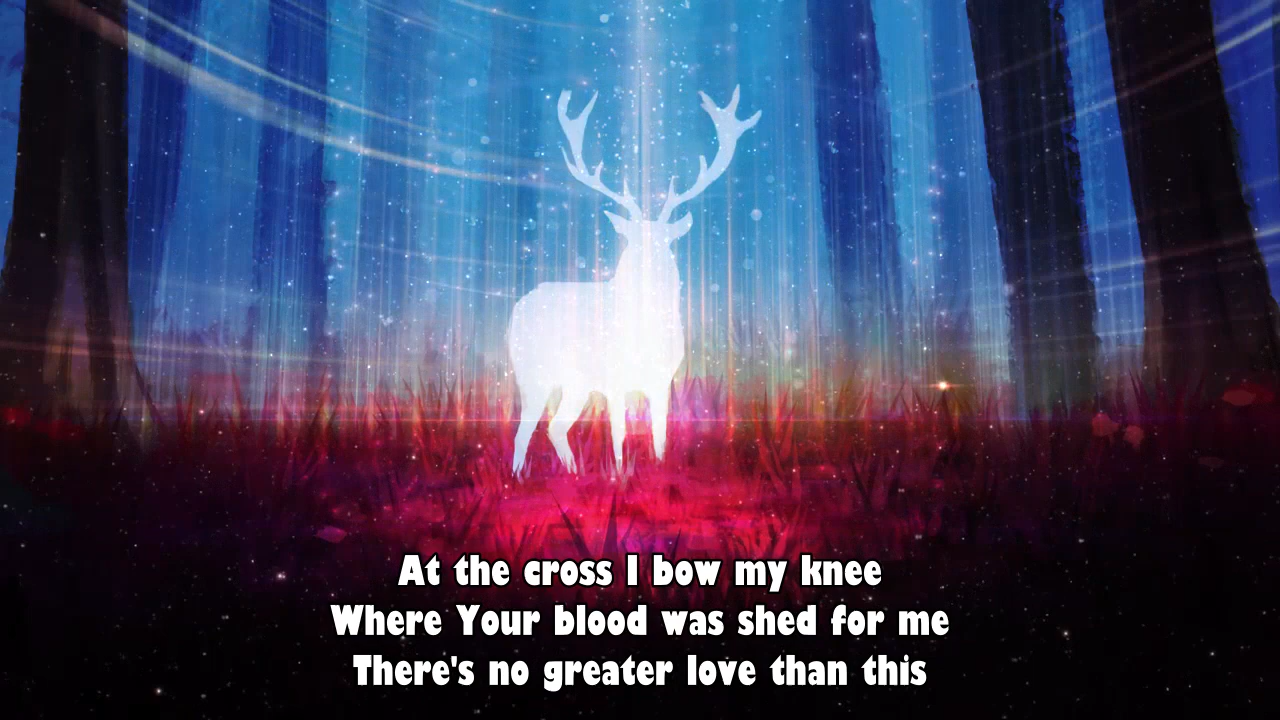 At the cross I bow my knee
Where Your blood was shed for me
There's no greater love than this